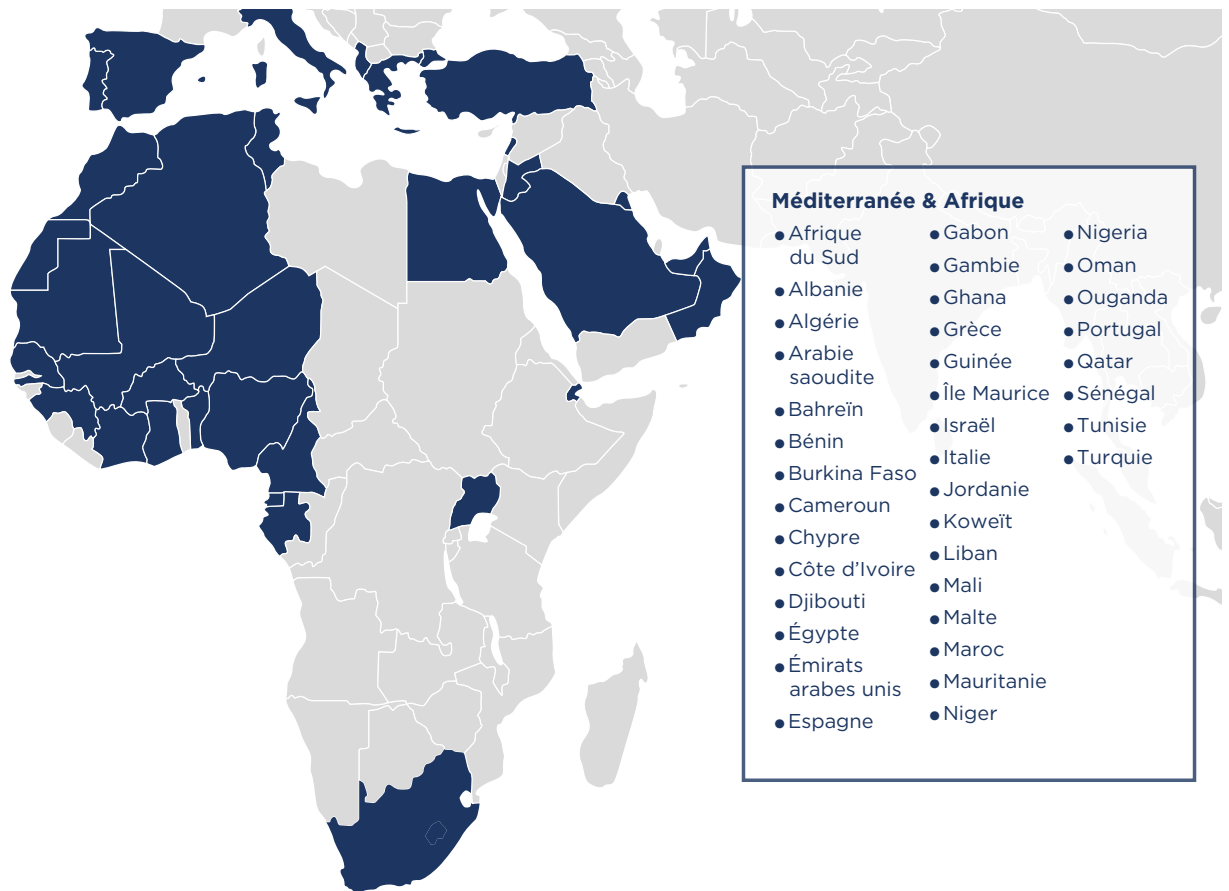 Méditerranée & Afrique
• Afrique
du Sud
• Albanie
• Algérie
• Arabie
saoudite
• Bahreïn
• Bénin
• Burkina Faso
• Cameroun
• Chypre
• Côte d’Ivoire
• Djibouti
• Égypte
• Émirats
arabes unis
• Espagne
• Gabon
• Gambie
• Ghana
• Grèce
• Guinée
• Île Maurice
• Israël
• Italie
• Jordanie
• Koweït
• Liban
• Mali
• Malte
• Maroc
• Mauritanie
• Niger
• Nigeria
• Oman
• Ouganda
• Portugal
• Qatar
• Sénégal
• Tunisie
• Turquie